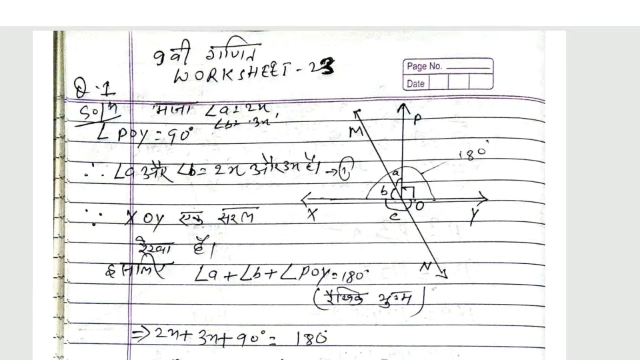 9वी गणित
WORKSHEET-23
Page No.
Date
Q.1
Soln माना ∠a=2x
∠b=3x,
∠POY=90°
∴ ∠a और ∠b=2x और 3x है। →①
∵ XOY एक सरल
रेखा है।
इसलिए ∠a+∠b+∠POY=180°
(रैखिक युग्म)
⇒2x+3x+90°=180°
M
P
180°
a
b
O
c
X
Y
N